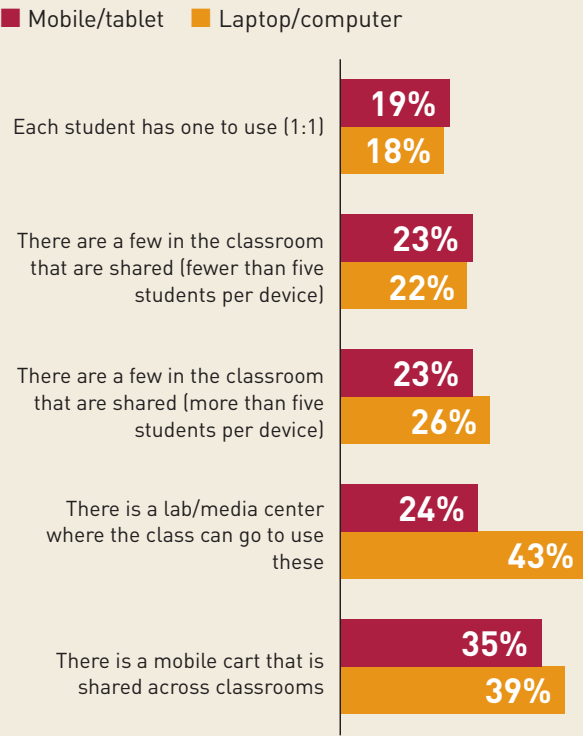 Mobile/tablet Laptop/computer
Each student has one to use (1:1)
19%
18%
There are a few in the classroom
that are shared (fewer than five
students per device)
23%
22%
There are a few in the classroom
that are shared (more than five
students per device)
23%
26%
There is a lab/media center
where the class can go to use
these
24%
43%
There is a mobile cart that is
shared across classrooms
35%
39%